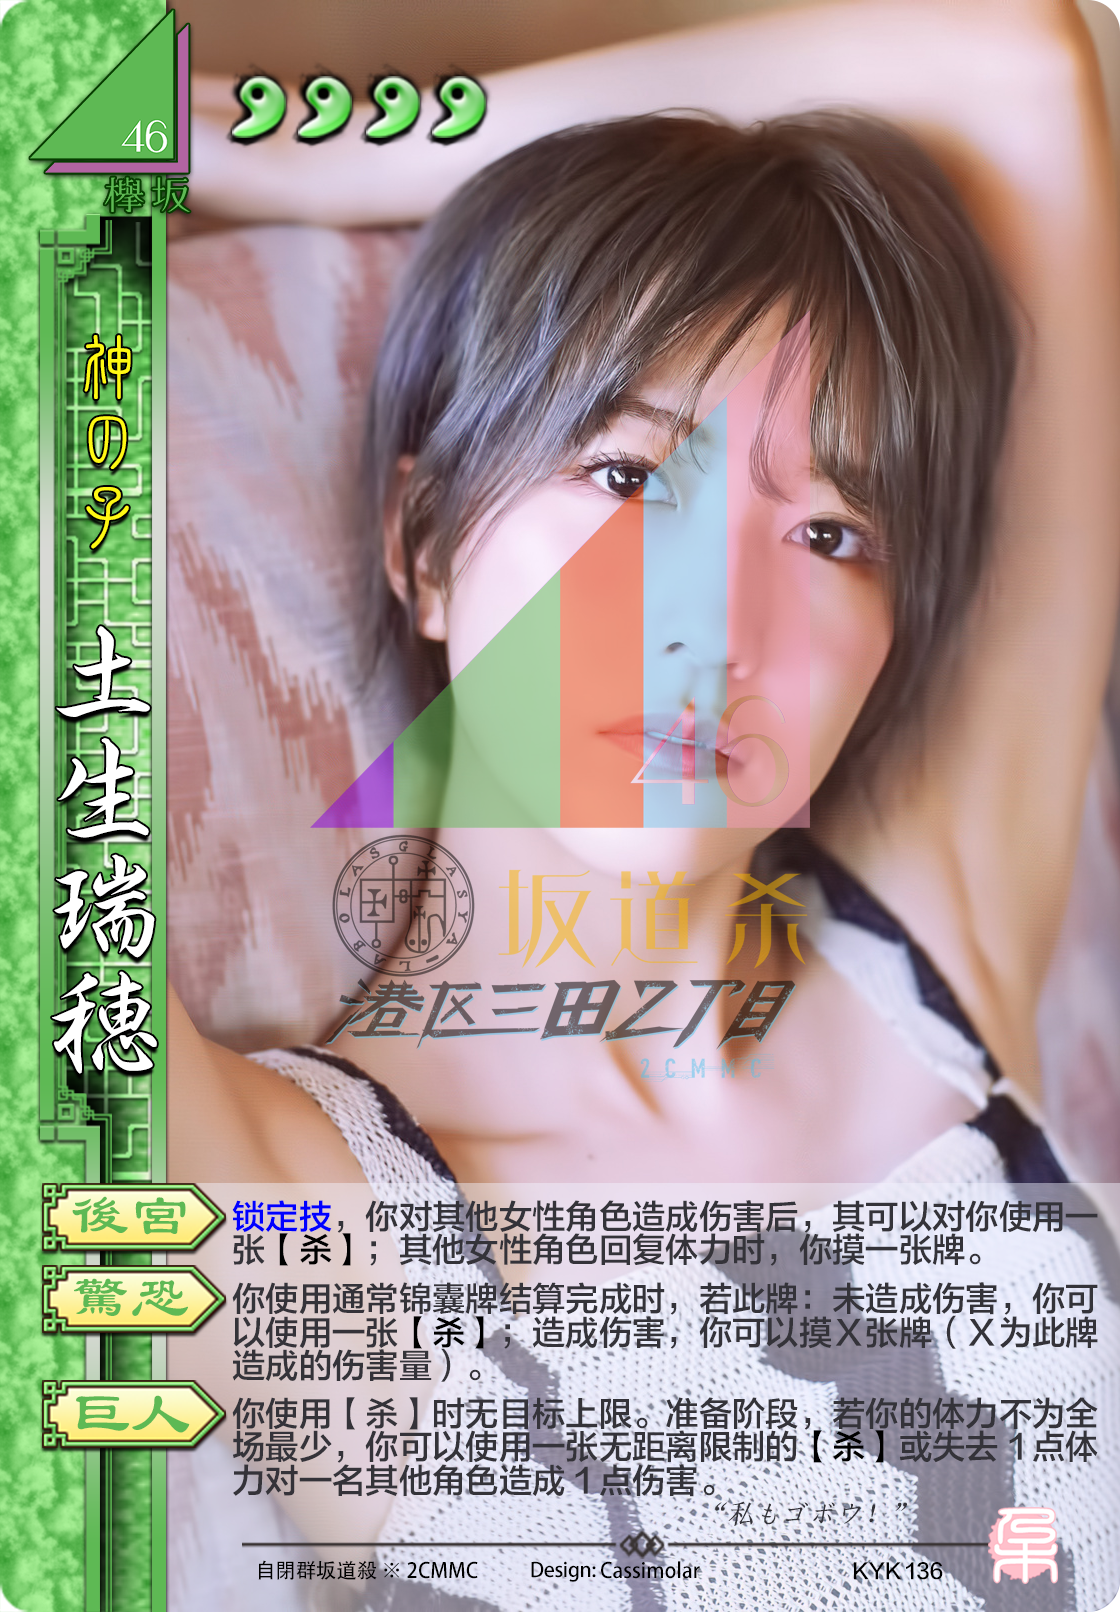 46
欅坂
神の子
土生瑞穂
46
GLASYA-LABOLAS
坂道杀
港区三田2丁目
2CMMC
後宮
锁定技，你对其他女性角色造成伤害后，其可以对你使用一
张【杀】；其他女性角色回复体力时，你摸一张牌。
驚恐
你使用通常锦囊牌结算完成时，若此牌：未造成伤害，你可
以使用一张【杀】；造成伤害，你可以摸X张牌（X为此牌
造成的伤害量）。
巨人
你使用【杀】时无目标上限。准备阶段，若你的体力不为全
场最少，你可以使用一张无距离限制的【杀】或失去1点体
力对一名其他角色造成1点伤害。
“私もゴボウ！”
自閉群坂道殺 ※ 2CMMC
Design: Cassimolar
KYK136